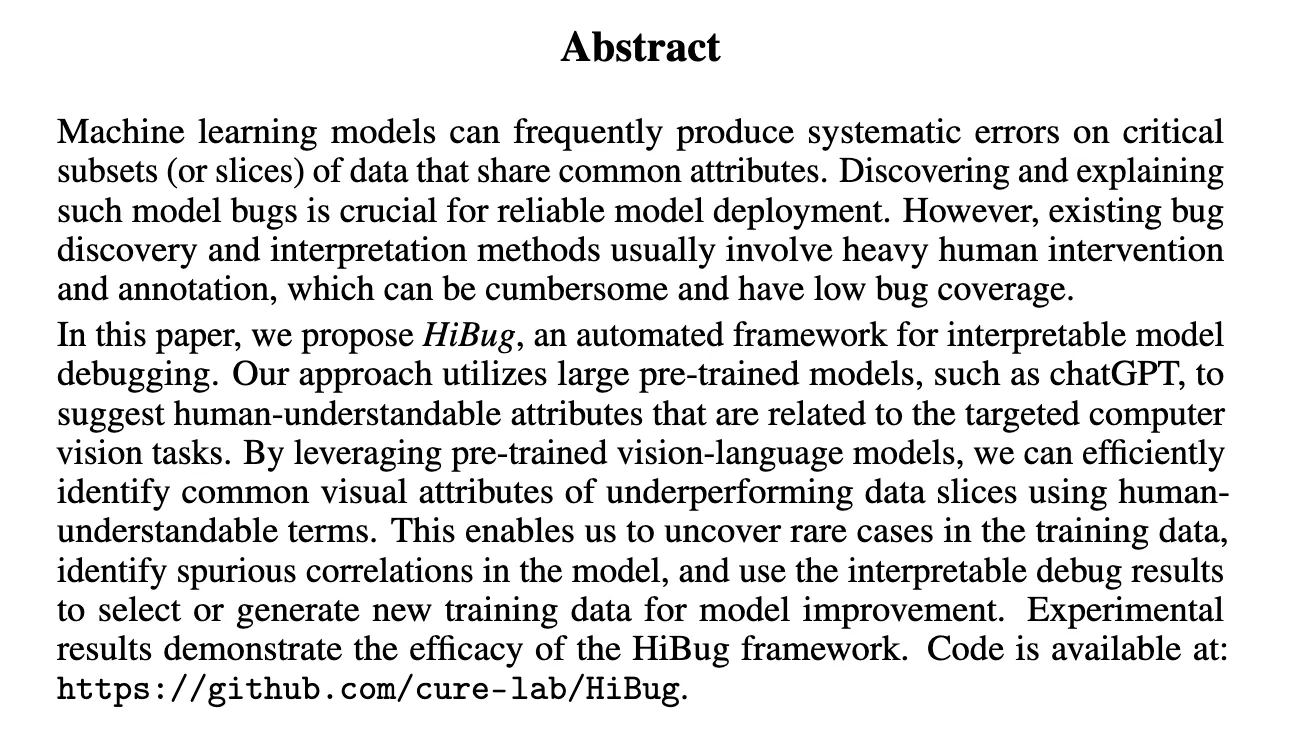 Abstract
Machine learning models can frequently produce systematic errors on critical
subsets (or slices) of data that share common attributes. Discovering and explaining
such model bugs is crucial for reliable model deployment. However, existing bug
discovery and interpretation methods usually involve heavy human intervention
and annotation, which can be cumbersome and have low bug coverage.
In this paper, we propose HiBug, an automated framework for interpretable model
debugging. Our approach utilizes large pre-trained models, such as chatGPT, to
suggest human-understandable attributes that are related to the targeted computer
vision tasks. By leveraging pre-trained vision-language models, we can efficiently
identify common visual attributes of underperforming data slices using human-
understandable terms. This enables us to uncover rare cases in the training data,
identify spurious correlations in the model, and use the interpretable debug results
to select or generate new training data for model improvement. Experimental
results demonstrate the efficacy of the HiBug framework. Code is available at:
https://github.com/cure-lab/HiBug.